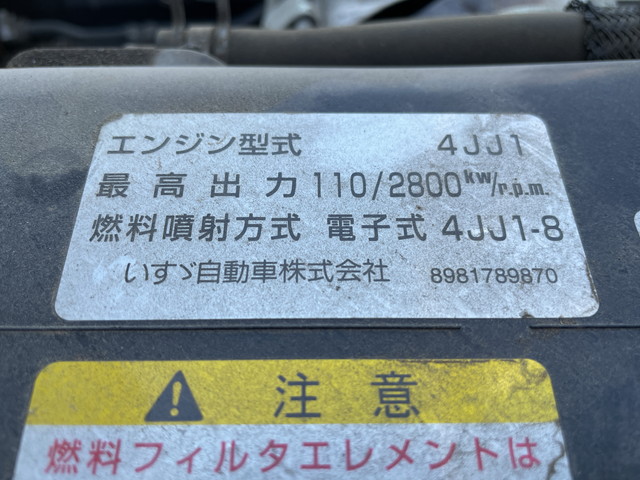 エンジン型式 4JJ1
最高出力 110/2800kw/r.p.m.
燃料噴射方式 電子式 4JJ1-8
いすゞ自動車株式会社 8981789870
注意
燃料フィルタエレメントは